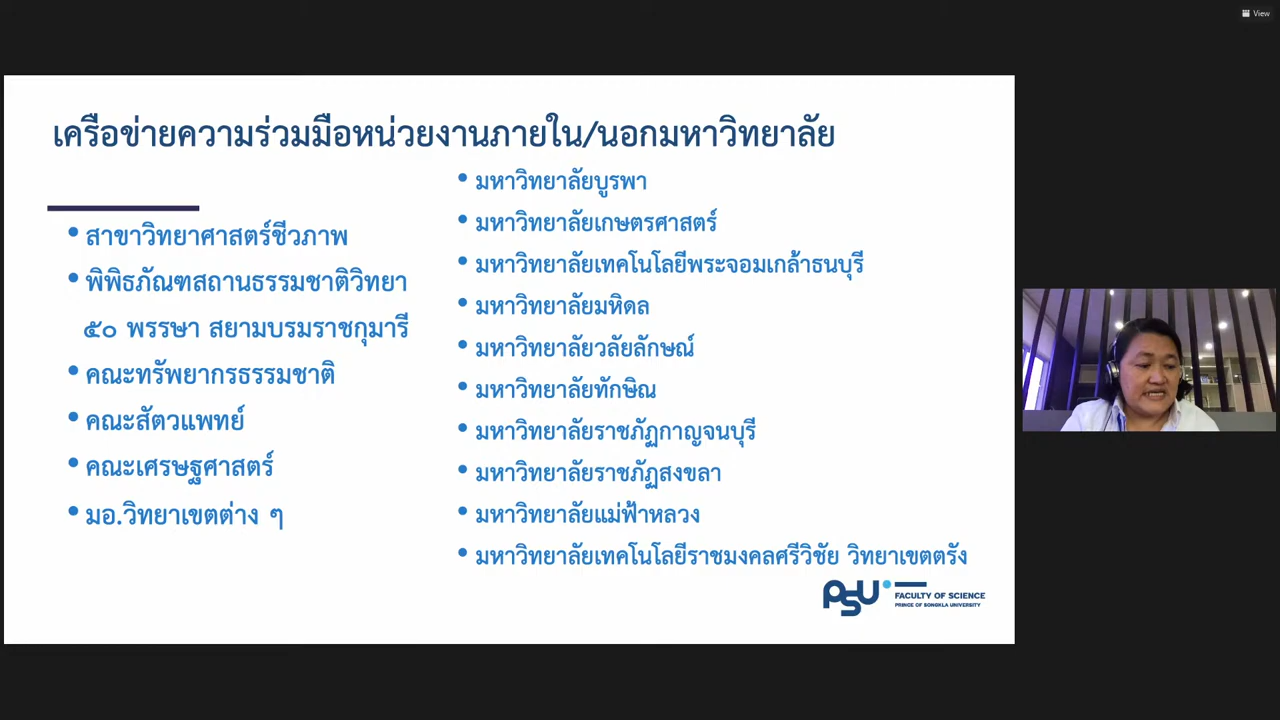 View
เครือข่ายความร่วมมือหน่วยงานภายใน/นอกมหาวิทยาลัย
• สาขาวิทยาศาสตร์ชีวภาพ
• พิพิธภัณฑสถานธรรมชาติวิทยา
๕๐ พรรษา สยามบรมราชกุมารี
• คณะทรัพยากรธรรมชาติ
• คณะสัตวแพทย์
• คณะเศรษฐศาสตร์
• มอ.วิทยาเขตต่าง ๆ
• มหาวิทยาลัยบูรพา
• มหาวิทยาลัยเกษตรศาสตร์
• มหาวิทยาลัยเทคโนโลยีพระจอมเกล้าธนบุรี
• มหาวิทยาลัยมหิดล
• มหาวิทยาลัยวลัยลักษณ์
• มหาวิทยาลัยทักษิณ
• มหาวิทยาลัยราชภัฏกาญจนบุรี
• มหาวิทยาลัยราชภัฏสงขลา
• มหาวิทยาลัยแม่ฟ้าหลวง
• มหาวิทยาลัยเทคโนโลยีราชมงคลศรีวิชัย วิทยาเขตตรัง
PSU
FACULTY OF SCIENCE
PRINCE OF SONGKLA UNIVERSITY